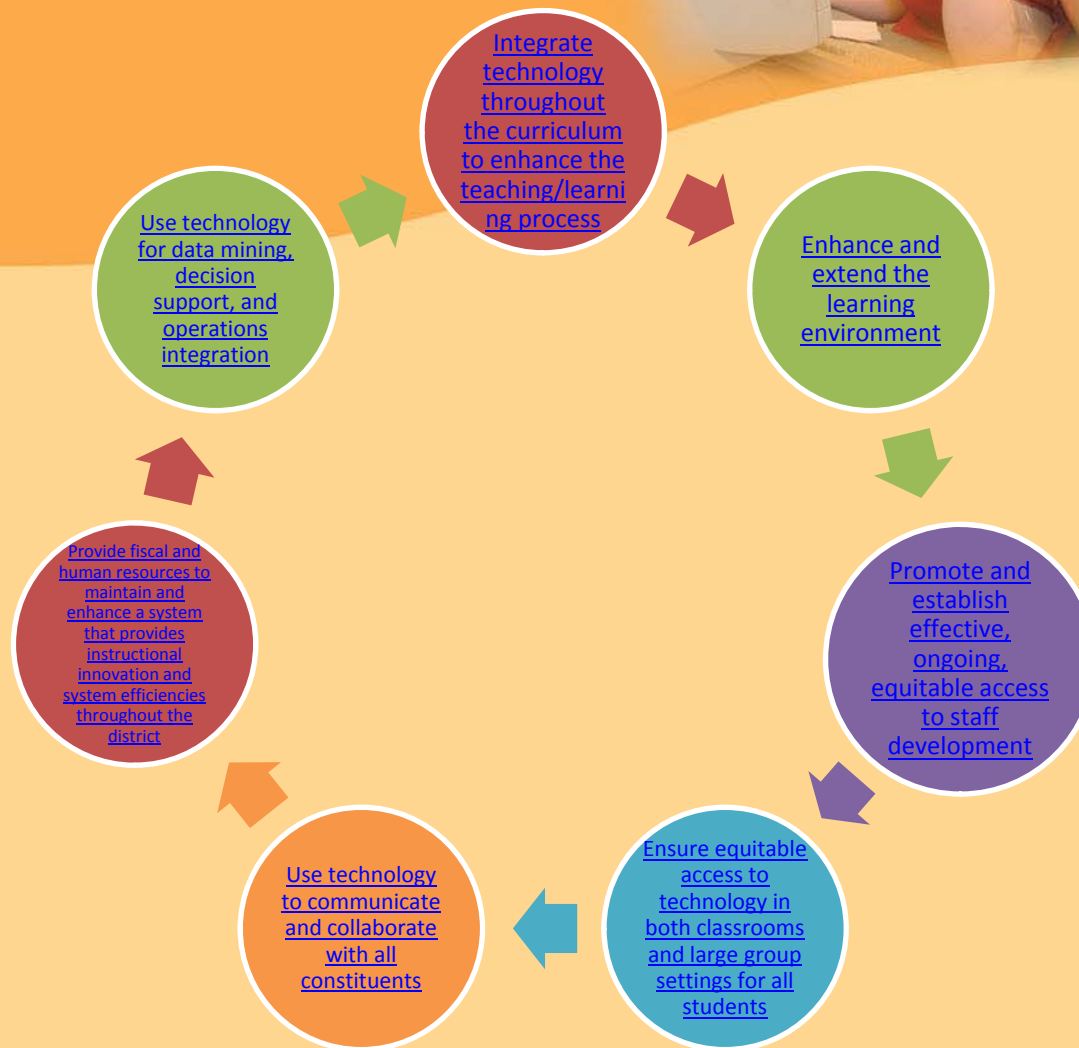 Integrate
technology
throughout
the curriculum
to enhance the
teaching/learni
ng process
Enhance and
extend the
learning
environment
Promote and
establish
effective,
ongoing,
equitable access
to staff
development
Ensure equitable
access to
technology in
both classrooms
and large group
settings for all
students
Use technology
to communicate
and collaborate
with all
constituents
Provide fiscal and
human resources to
maintain and
enhance a system
that provides
instructional
innovation and
system efficiencies
throughout the
district
Use technology
for data mining,
decision
support, and
operations
integration